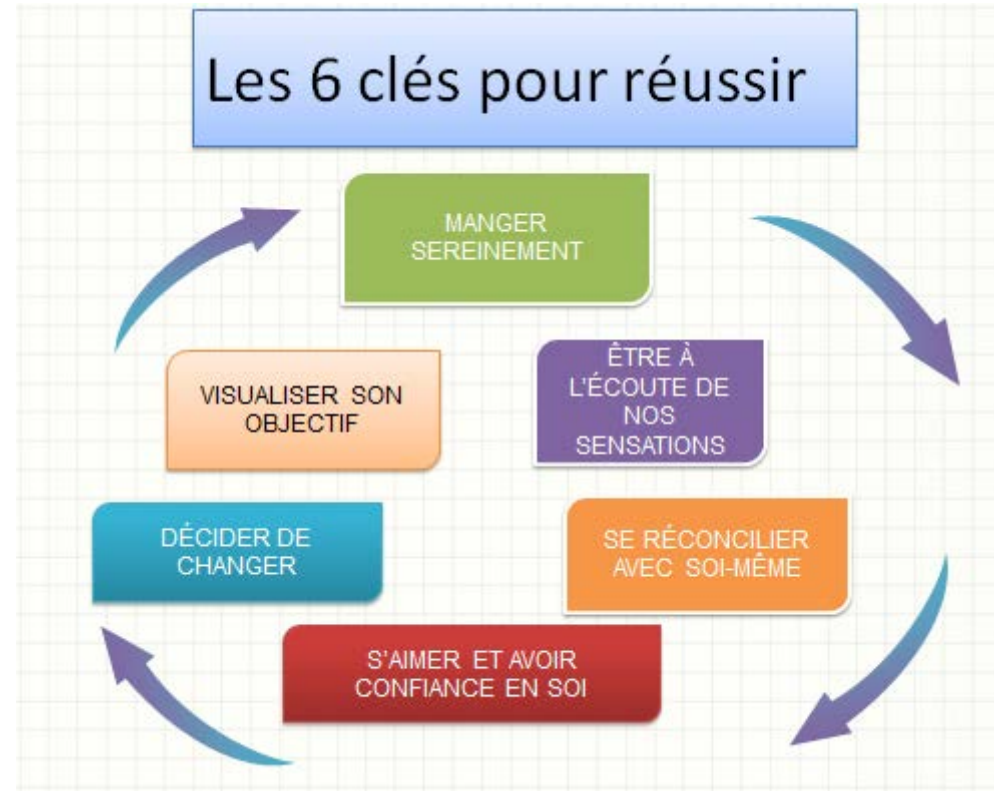 Les 6 clés pour réussir
MANGER
SEREINEMENT
ÊTRE À
L'ÉCOUTE DE
NOS
SENSATIONS
SE RÉCONCILIER
AVEC SOI-MÊME
S'AIMER ET AVOIR
CONFIANCE EN SOI
DÉCIDER DE
CHANGER
VISUALISER SON
OBJECTIF